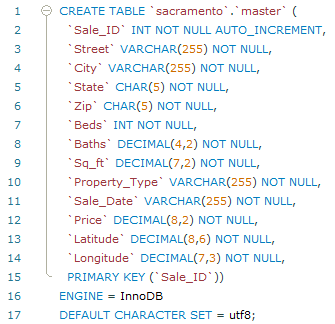 1 CREATE TABLE `sacramento`.`master` (
2 `Sale_ID` INT NOT NULL AUTO_INCREMENT,
3 `Street` VARCHAR(255) NOT NULL,
4 `City` VARCHAR(255) NOT NULL,
5 `State` CHAR(5) NOT NULL,
6 `Zip` CHAR(5) NOT NULL,
7 `Beds` INT NOT NULL,
8 `Baths` DECIMAL(4,2) NOT NULL,
9 `Sq_ft` DECIMAL(7,2) NOT NULL,
10 `Property_Type` VARCHAR(255) NOT NULL,
11 `Sale_Date` VARCHAR(255) NOT NULL,
12 `Price` DECIMAL(8,2) NOT NULL,
13 `Latitude` DECIMAL(8,6) NOT NULL,
14 `Longitude` DECIMAL(7,3) NOT NULL,
15 PRIMARY KEY (`Sale_ID`))
16 ENGINE = InnoDB
17 DEFAULT CHARACTER SET = utf8;